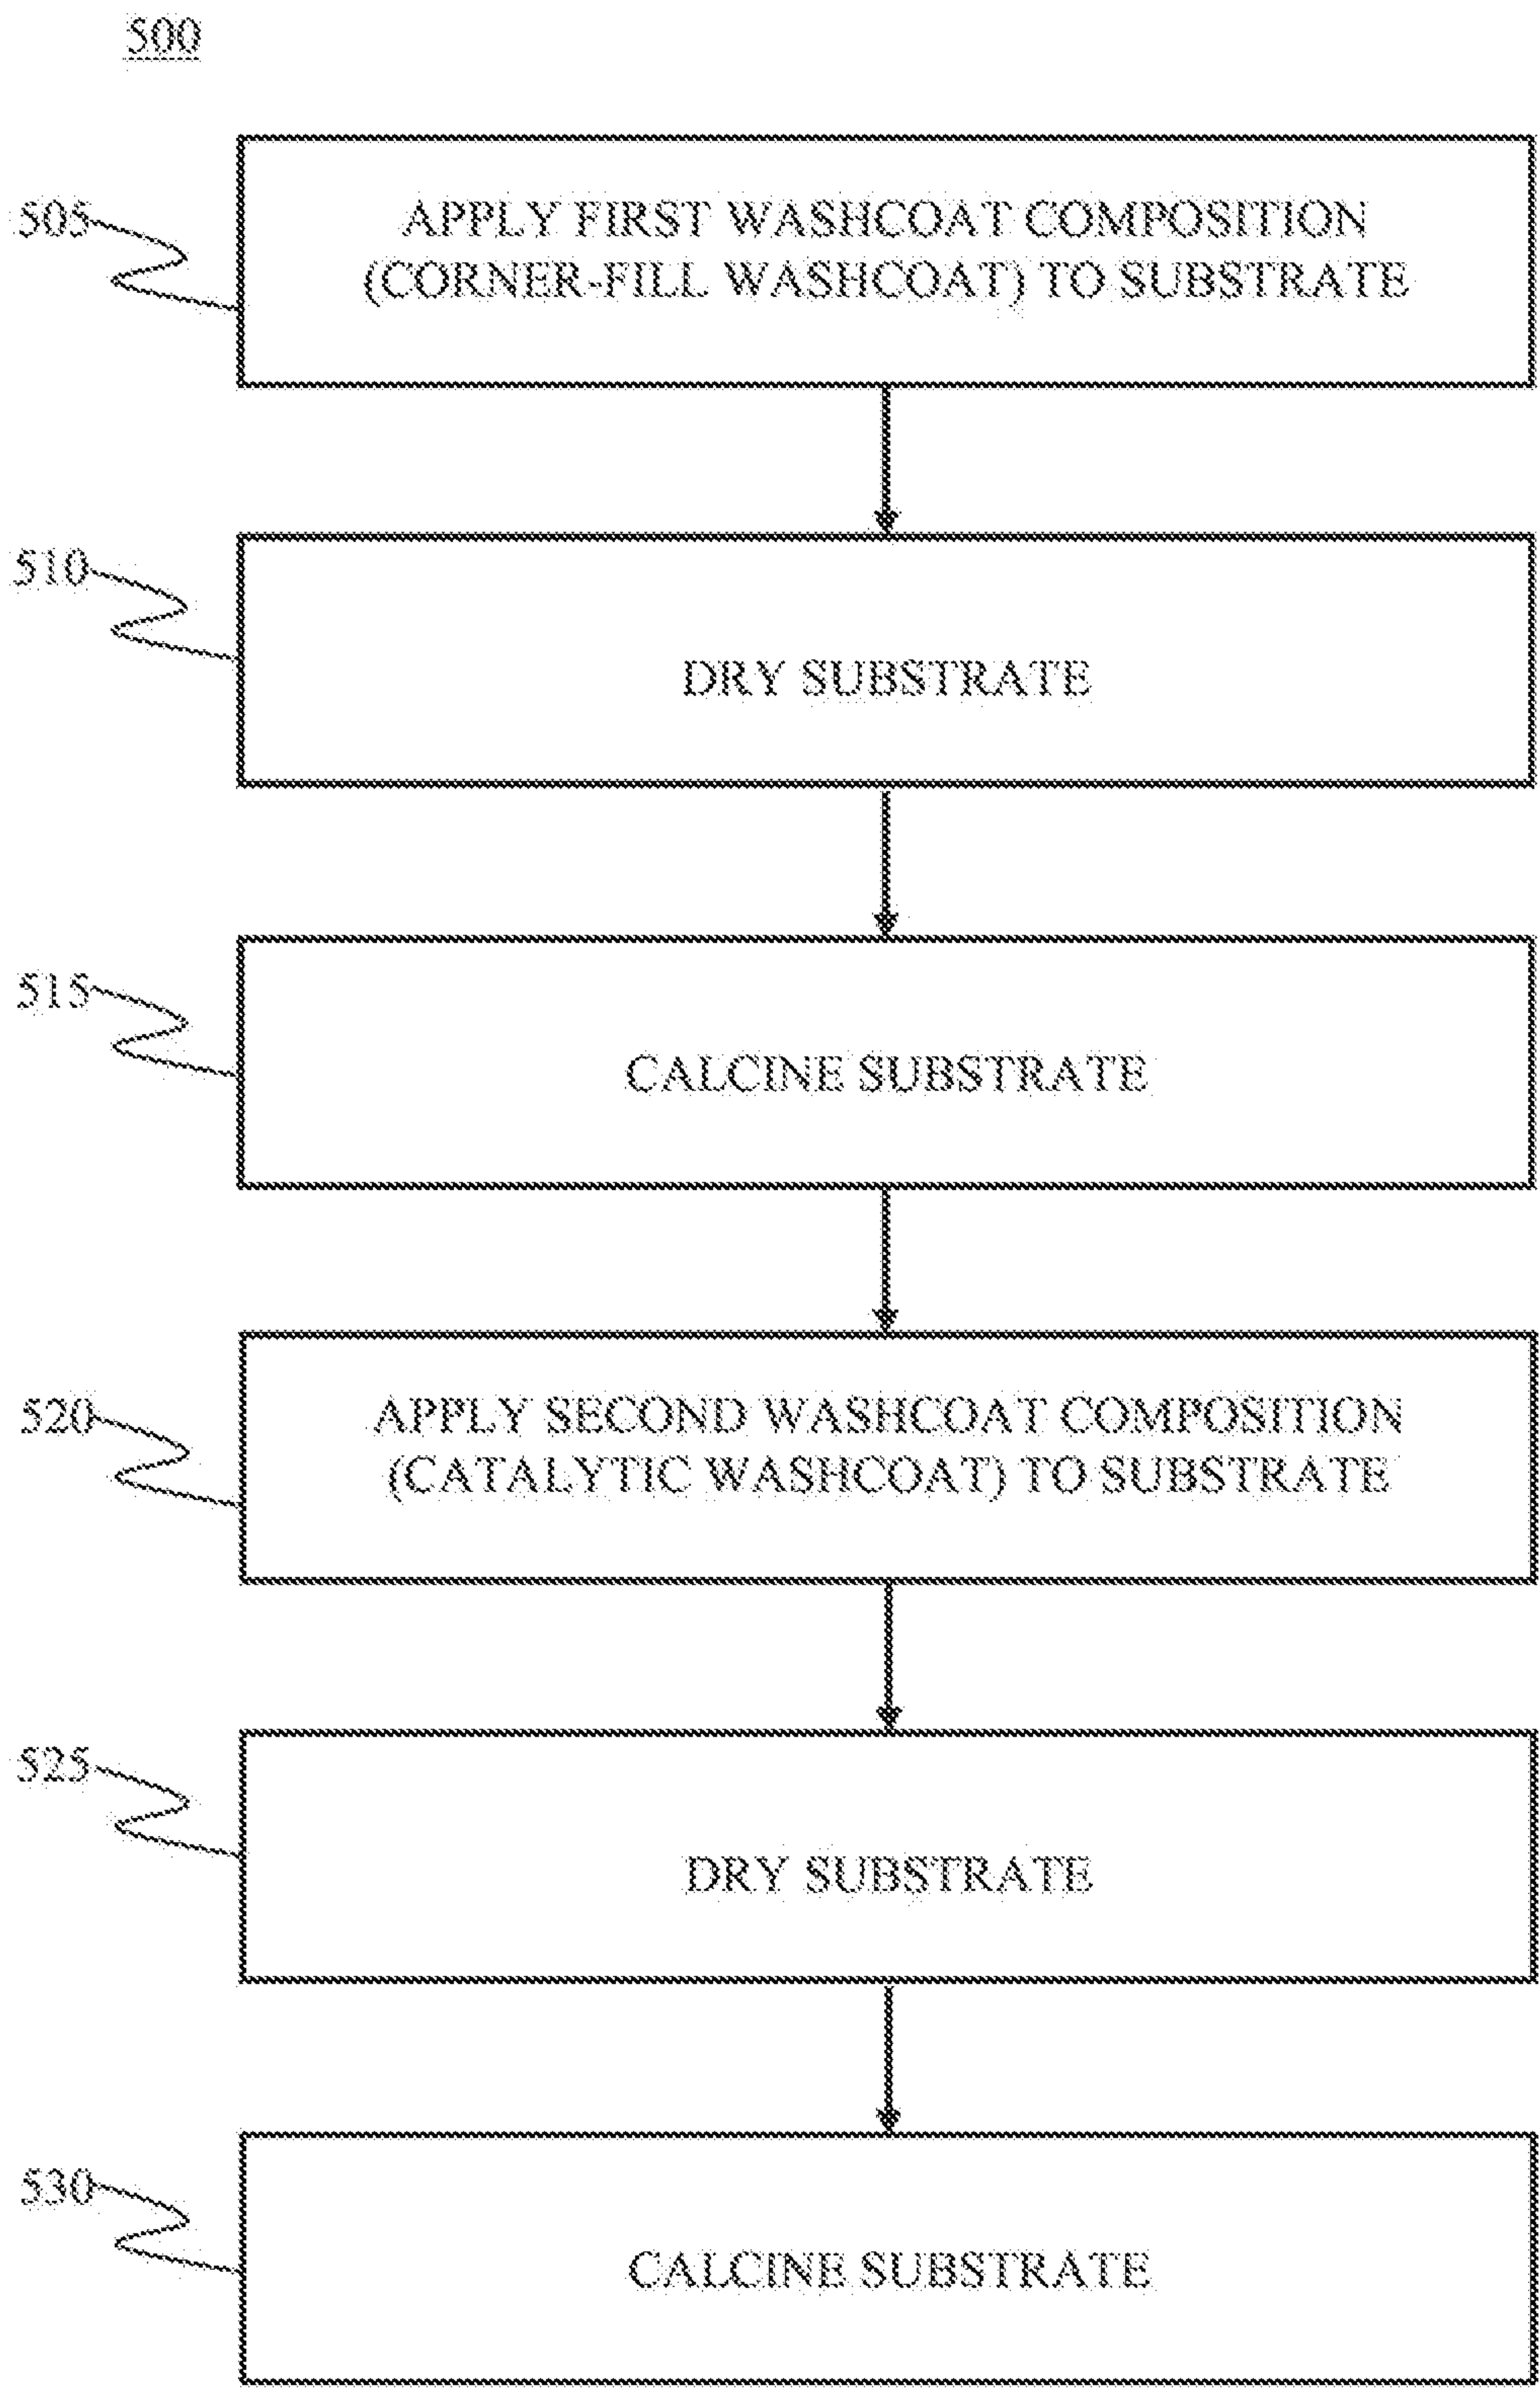 500
505
APPLY FIRST WASHCOAT COMPOSITION
(CORNER-FILL WASHCOAT) TO SUBSTRATE
510
DRY SUBSTRATE
515
CALCINE SUBSTRATE
520
APPLY SECOND WASHCOAT COMPOSITION
(CATALYTIC WASHCOAT) TO SUBSTRATE
525
DRY SUBSTRATE
530
CALCINE SUBSTRATE